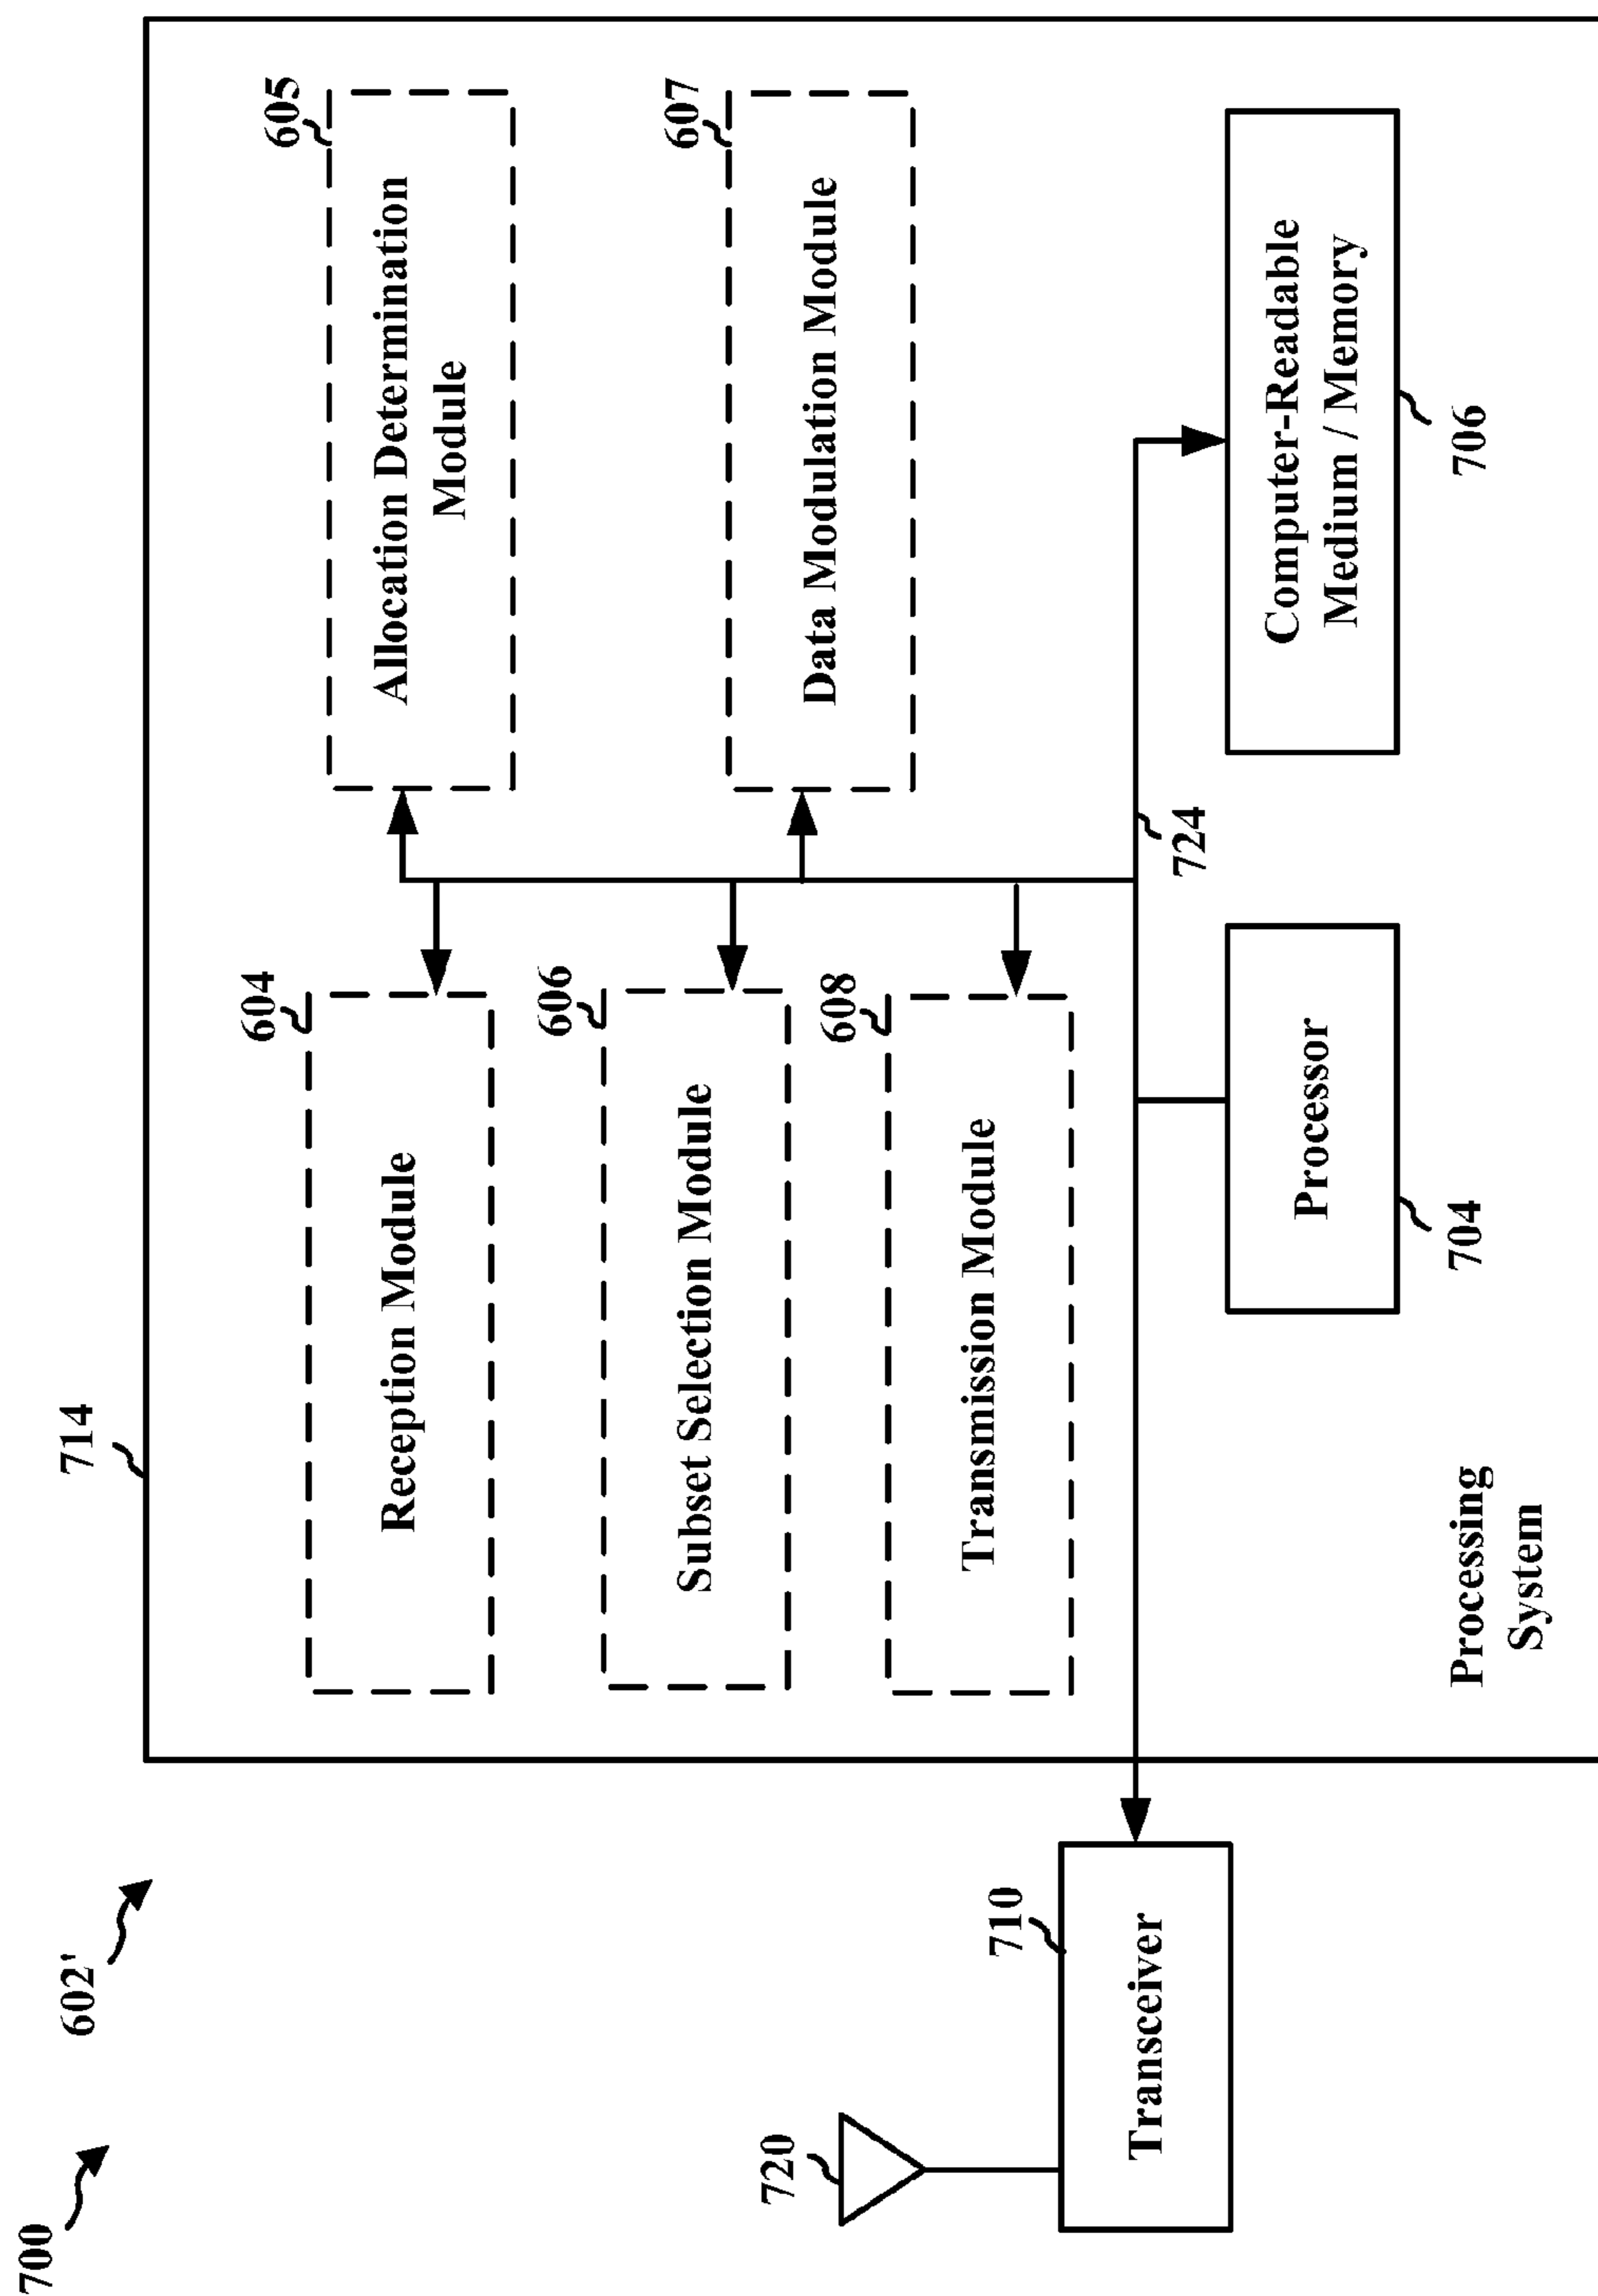 700
602'
714
604
Reception Module
605
Allocation Determination
Module
606
Subset Selection Module
607
Data Modulation Module
608
Transmission Module
720
710
Transceiver
724
Processor
704
Computer-Readable
Medium / Memory
706
Processing
System